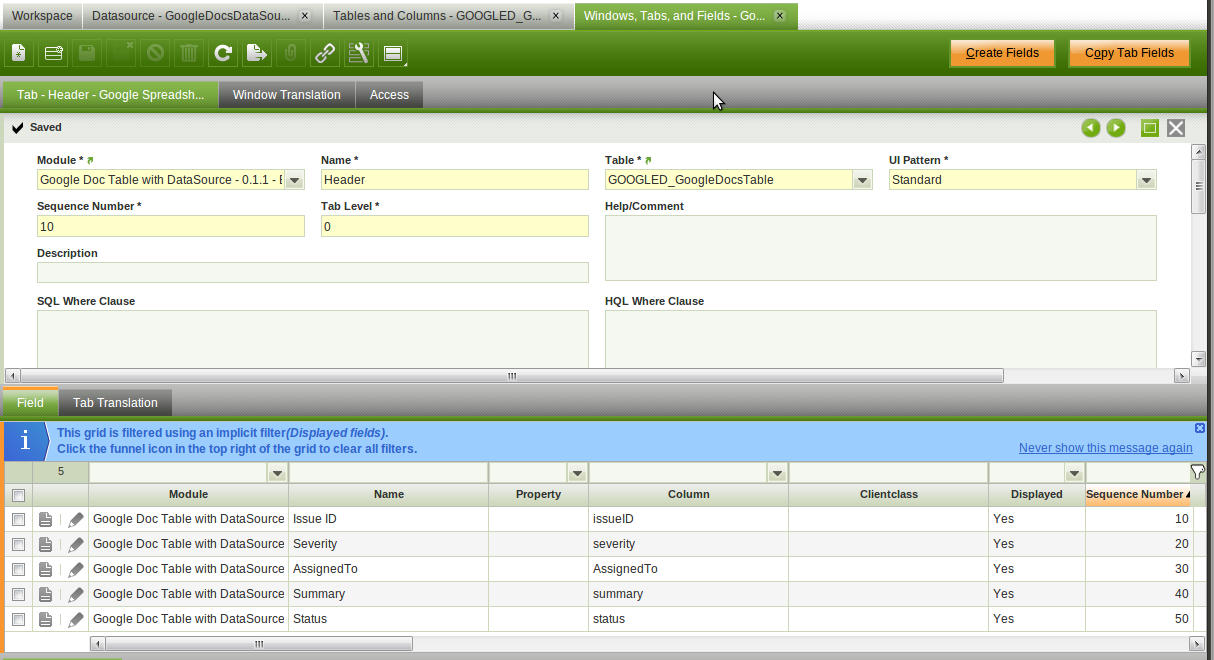 Workspace Datasource - GoogleDocsDataSou... Tables and Columns - GOOGLED_G... Windows, Tabs, and Fields - Go...
Create Fields Copy Tab Fields
Tab - Header - Google Spreadsh... Window Translation Access
Saved
Module * Name * Table * UI Pattern *
Google Doc Table with DataSource - 0.1.1 - Header GOOGLED_GoogleDocsTable Standard
Sequence Number * Tab Level * Help/Comment
10 0
Description
SQL Where Clause HQL Where Clause
Field Tab Translation
This grid is filtered using an implicit filter(Displayed fields).
Click the funnel icon in the top right of the grid to clear all filters. Never show this message again
5
Module Name Property Column Clientclass Displayed Sequence Number
Google Doc Table with DataSource Issue ID issueID Yes 10
Google Doc Table with DataSource Severity severity Yes 20
Google Doc Table with DataSource AssignedTo AssignedTo Yes 30
Google Doc Table with DataSource Summary summary Yes 40
Google Doc Table with DataSource Status status Yes 50